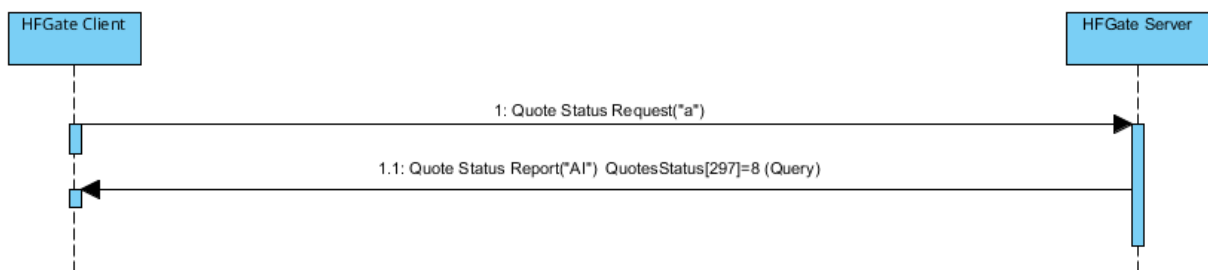 HFGate Client
HFGate Server
1: Quote Status Request("a")
1.1: Quote Status Report("AI")  QuotesStatus[297]=8 (Query)